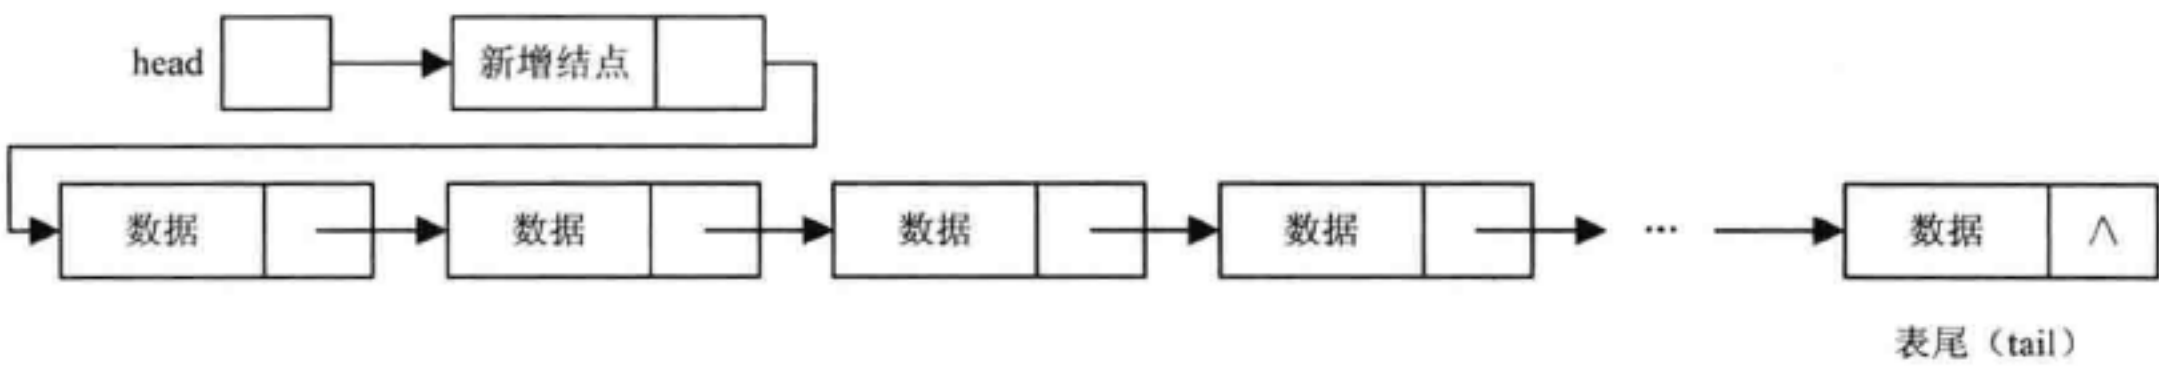 head 新增结点
数据 数据 数据 数据 … 数据 ∧
表尾（tail）